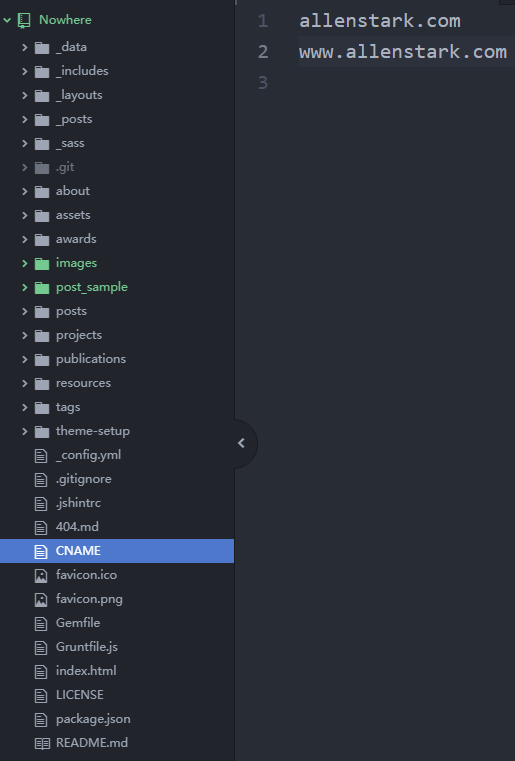 Nowhere
_data
_includes
_layouts
_posts
_sass
.git
about
assets
awards
images
post_sample
posts
projects
publications
resources
tags
theme-setup
_config.yml
.gitignore
.jshintrc
404.md
CNAME
favicon.ico
favicon.png
Gemfile
Gruntfile.js
index.html
LICENSE
package.json
README.md
1 allenstark.com
2 www.allenstark.com
3